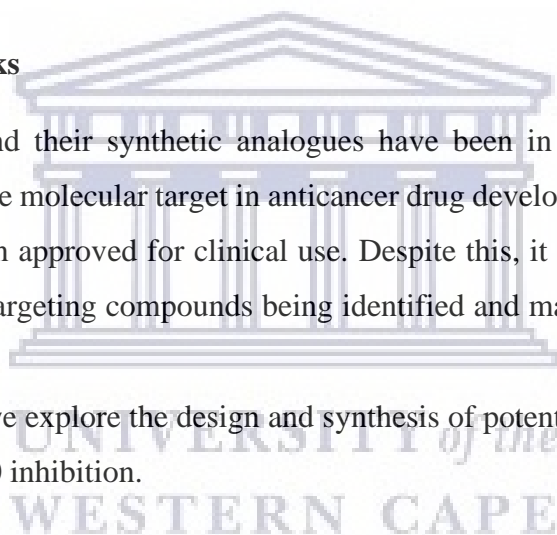 ks
nd their synthetic analogues have been in
e molecular target in anticancer drug develo
n approved for clinical use. Despite this, it
argeting compounds being identified and ma
ve explore the design and synthesis of potent
UNIVERSITY of the
) inhibition.
WESTERN CAPE